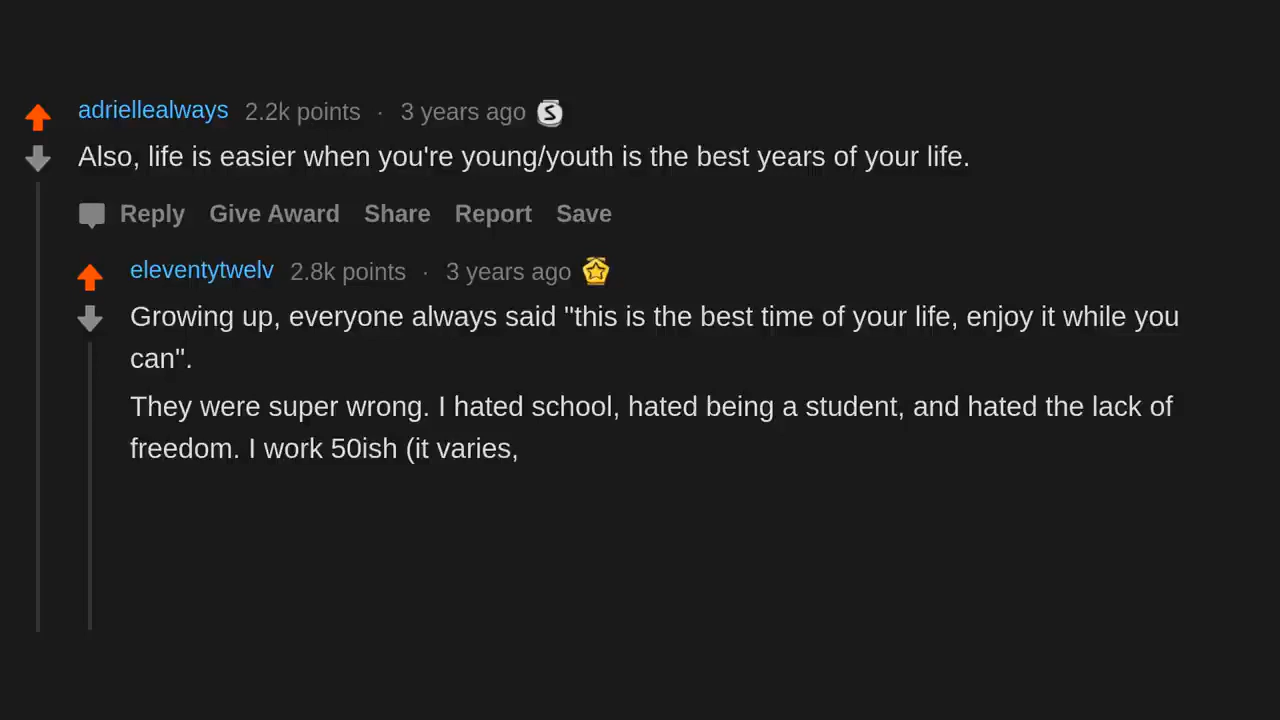 adriellealways 2.2k points · 3 years ago S
Also, life is easier when you're young/youth is the best years of your life.
Reply Give Award Share Report Save
eleventytwelv 2.8k points · 3 years ago
Growing up, everyone always said "this is the best time of your life, enjoy it while you
can".
They were super wrong. I hated school, hated being a student, and hated the lack of
freedom. I work 50ish (it varies,